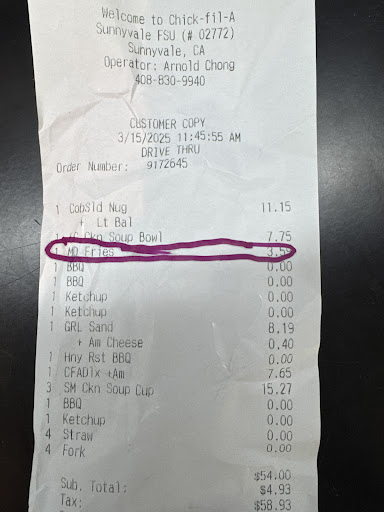 Welcome to Chick-fil-A
Sunnyvale FSU (# 02772)
Sunnyvale, CA
Operator: Arnold Chong
408-830-9940
CUSTOMER COPY
3/15/2025 11:45:55 AM
DRIVE THRU
Order Number: 9172645
1 CobSld Nug 11.15
+ Lt Bal
1 Ckn Soup Bowl 7.75
MD Fries
1 BBQ 0.00
1 BBQ 0.00
1 Ketchup 0.00
1 Ketchup 0.00
1 GRL Sand 8.19
+ Am Cheese 0.40
1 Hny Rst BBQ 0.00
1 CFADlx +Am 7.65
3 SM Ckn Soup Cup 15.27
1 BBQ 0.00
1 Ketchup 0.00
4 Straw 0.00
4 Fork 0.00
Sub. Total: $54.00
Tax: $4.93
$58.93